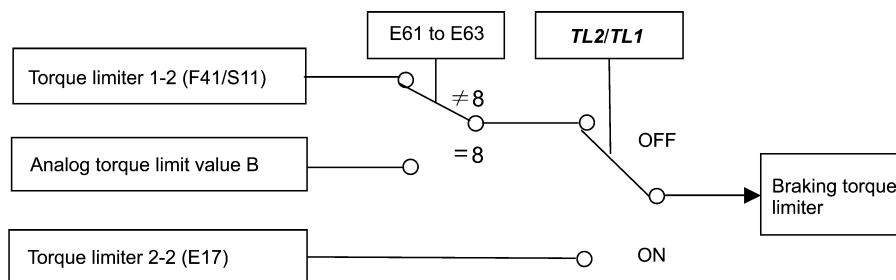 E61 to E63
TL2/TL1
Torque limiter 1-2 (F41/S11)
≠8
=8
OFF
Analog torque limit value B
Braking torque
limiter
Torque limiter 2-2 (E17)
ON